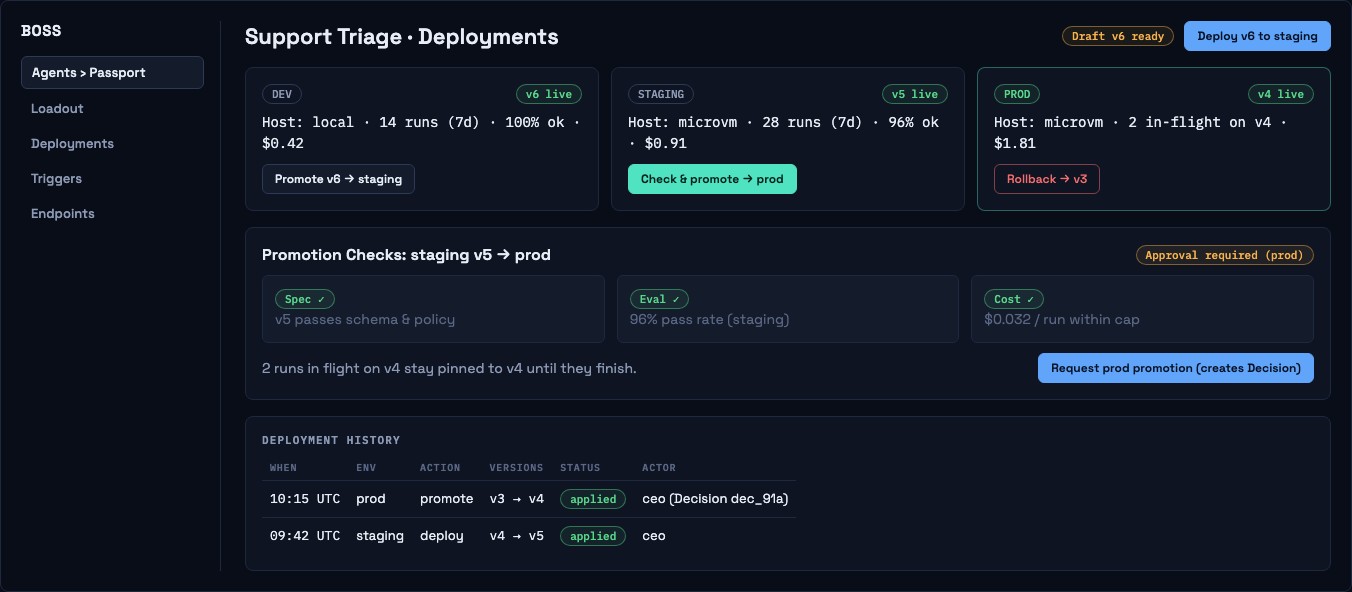 BOSS
Agents > Passport
Loadout
Deployments
Triggers
Endpoints
Support Triage · Deployments
Draft v6 ready
Deploy v6 to staging
DEV
v6 live
Host: local · 14 runs (7d) · 100% ok ·
$0.42
Promote v6 → staging
STAGING
v5 live
Host: microvm · 28 runs (7d) · 96% ok
· $0.91
Check & promote → prod
PROD
v4 live
Host: microvm · 2 in-flight on v4 ·
$1.81
Rollback → v3
Promotion Checks: staging v5 → prod
Approval required (prod)
Spec ✓
v5 passes schema & policy
Eval ✓
96% pass rate (staging)
Cost ✓
$0.032 / run within cap
2 runs in flight on v4 stay pinned to v4 until they finish.
Request prod promotion (creates Decision)
DEPLOYMENT HISTORY
WHEN ENV ACTION VERSIONS STATUS ACTOR
10:15 UTC prod promote v3 → v4 applied ceo (Decision dec_91a)
09:42 UTC staging deploy v4 → v5 applied ceo